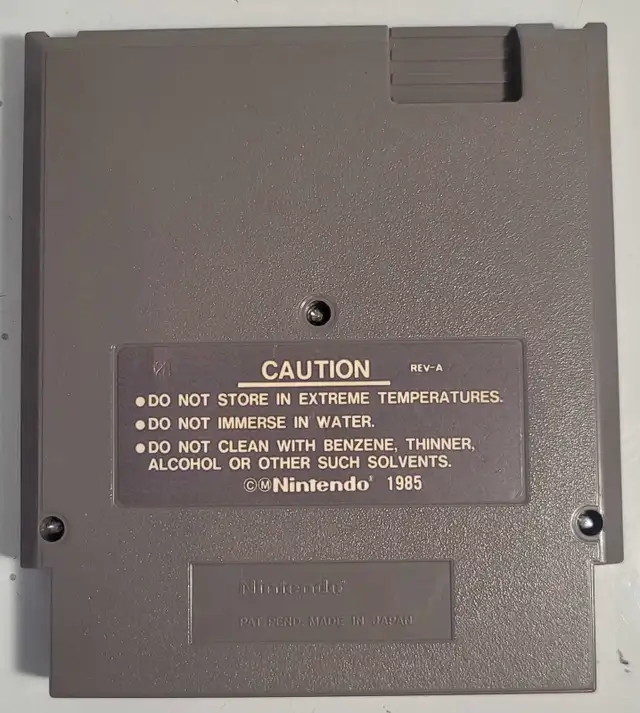 CAUTION REV-A
●DO NOT STORE IN EXTREME TEMPERATURES.
●DO NOT IMMERSE IN WATER.
●DO NOT CLEAN WITH BENZENE, THINNER,
ALCOHOL OR OTHER SUCH SOLVENTS.
©ⓂNintendo® 1985
Nintendo®
PAT. PEND. MADE IN JAPAN